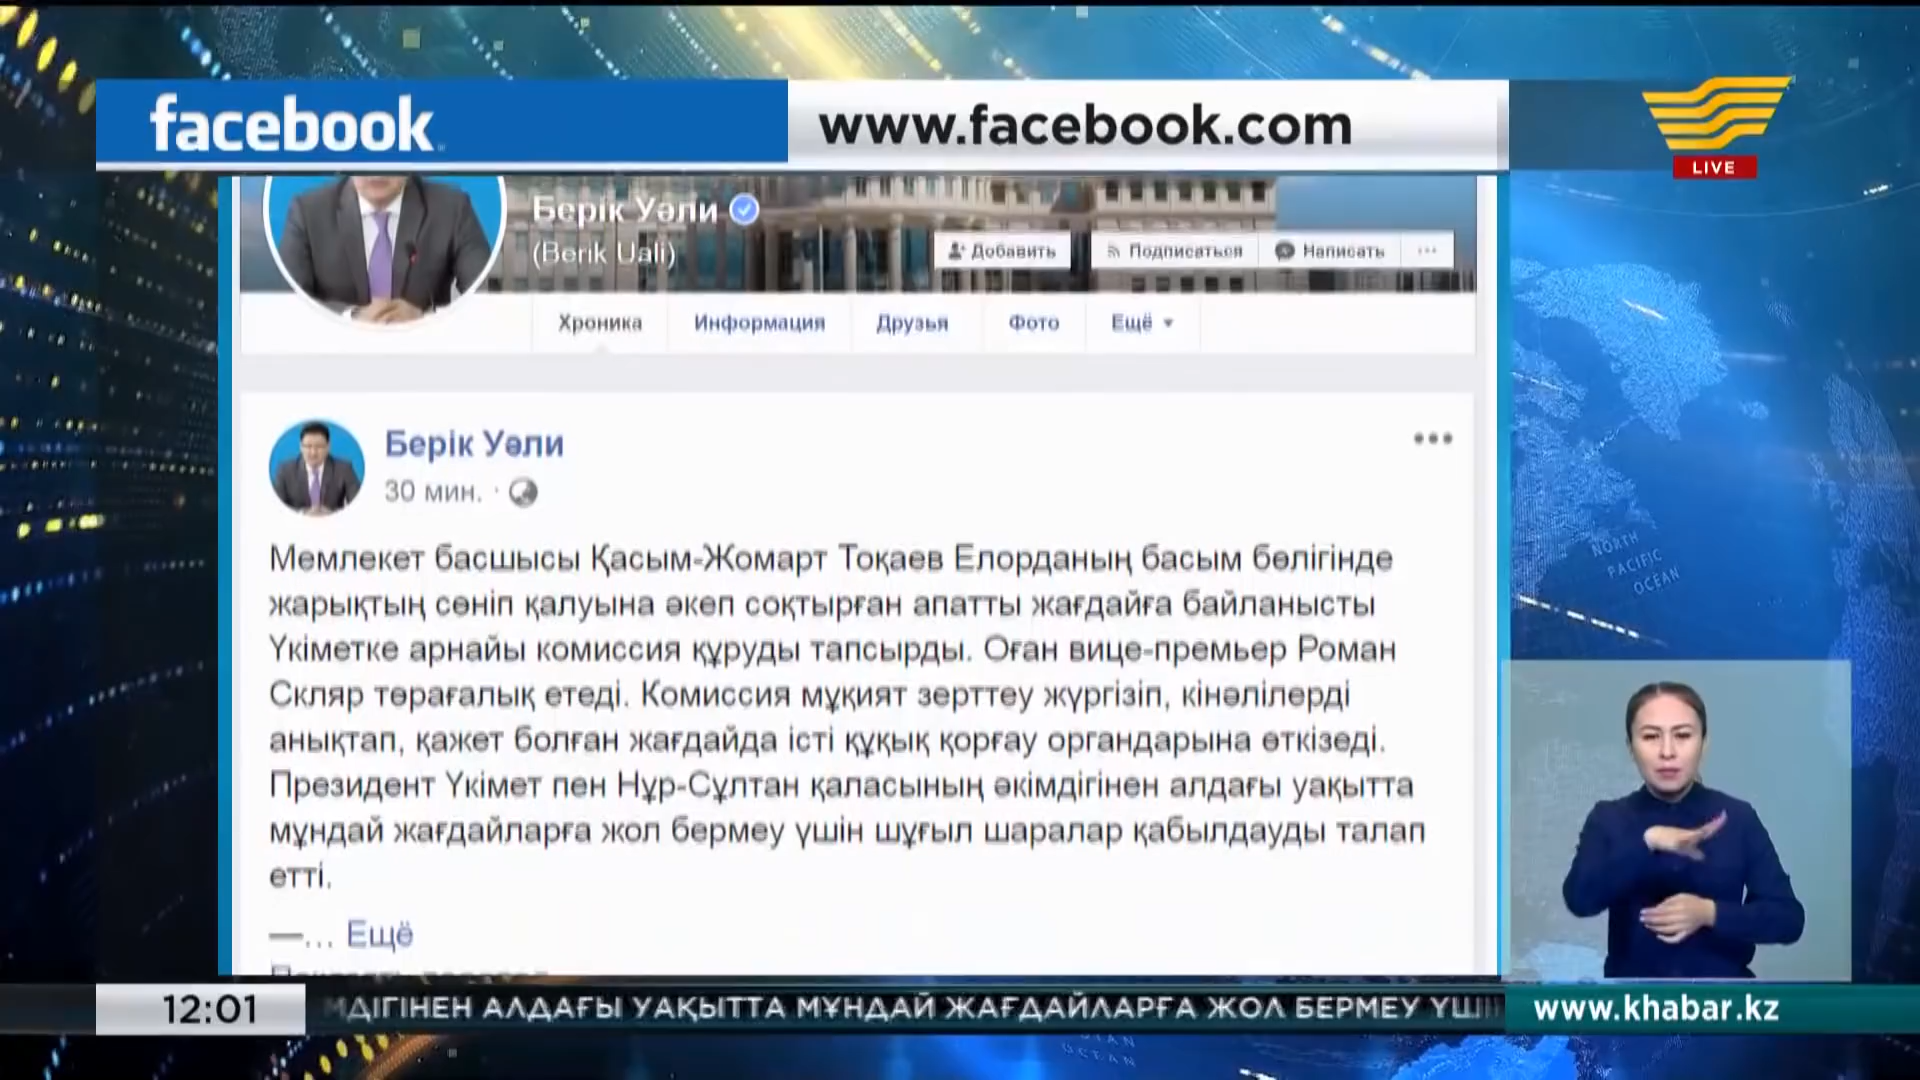 facebook
www.facebook.com
LIVE
Берік Уәли
(Berik Uali)
Добавить
Подписаться
Написать
Хроника
Информация
Друзья
Фото
Ещё
Берік Уәли
30 мин.
Мемлекет басшысы Қасым-Жомарт Тоқаев Елорданың басым бөлігінде
жарықтың сөніп қалуына әкеп соқтырған апатты жағдайға байланысты
Үкіметке арнайы комиссия құруды тапсырды. Оған вице-премьер Роман
Скляр төрағалық етеді. Комиссия мұқият зерттеу жүргізіп, кінәлілерді
анықтап, қажет болған жағдайда істі құқық қорғау органдарына өткізеді.
Президент Үкімет пен Нұр-Сұлтан қаласының әкімдігінен алдағы уақытта
мұндай жағдайларға жол бермеу үшін шұғыл шаралар қабылдауды талап
етті.
—... Ещё
NORTH
PACIFIC
OCEAN
12:01
МДІГІНЕН АЛДАҒЫ УАҚЫТТА МҰНДАЙ ЖАҒДАЙЛАРҒА ЖОЛ БЕРМЕУ ҮШІ
www.khabar.kz